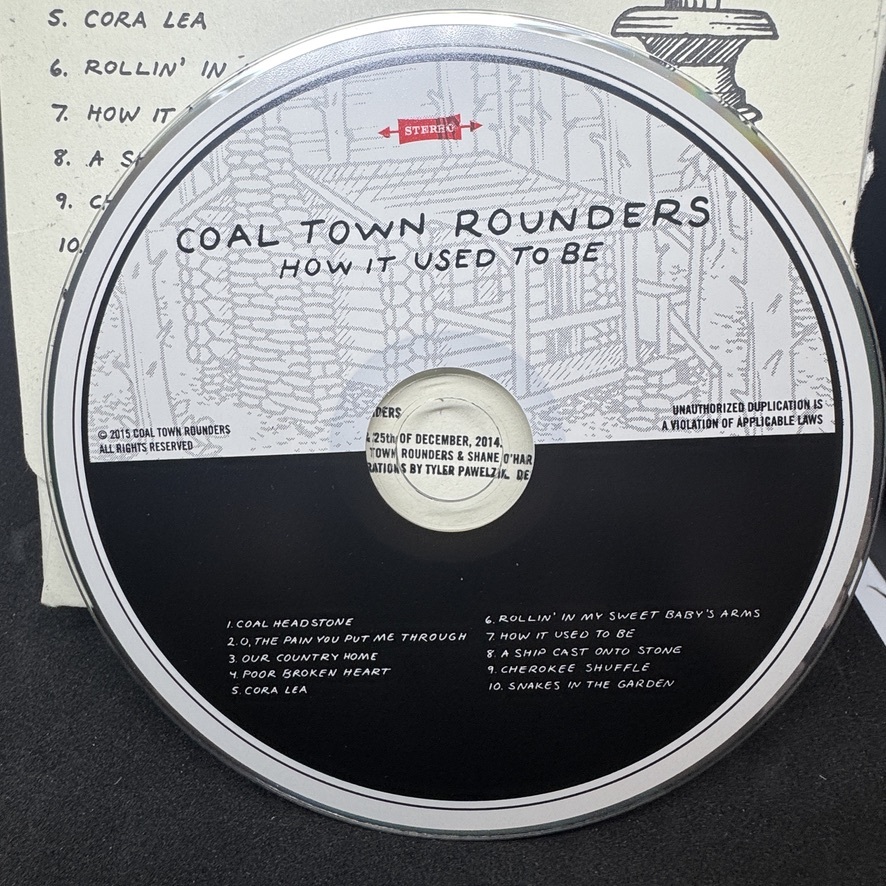 5. CORA LEA
6. ROLLIN' IN
7. HOW IT
8. A
9.
10.
STEREO
COAL TOWN ROUNDERS
HOW IT USED TO BE
© 2015 COAL TOWN ROUNDERS
ALL RIGHTS RESERVED
UNAUTHORIZED DUPLICATION IS
A VIOLATION OF APPLICABLE LAWS
DERS
25th OF DECEMBER, 2014.
TOWN ROUNDERS & SHANE O'HAR
RATIONS BY TYLER PAWELZIK. DE
1. COAL HEADSTONE
2. O, THE PAIN YOU PUT ME THROUGH
3. OUR COUNTRY HOME
4. POOR BROKEN HEART
5. CORA LEA
6. ROLLIN' IN MY SWEET BABY'S ARMS
7. HOW IT USED TO BE
8. A SHIP CAST ONTO STONE
9. CHEROKEE SHUFFLE
10. SNAKES IN THE GARDEN